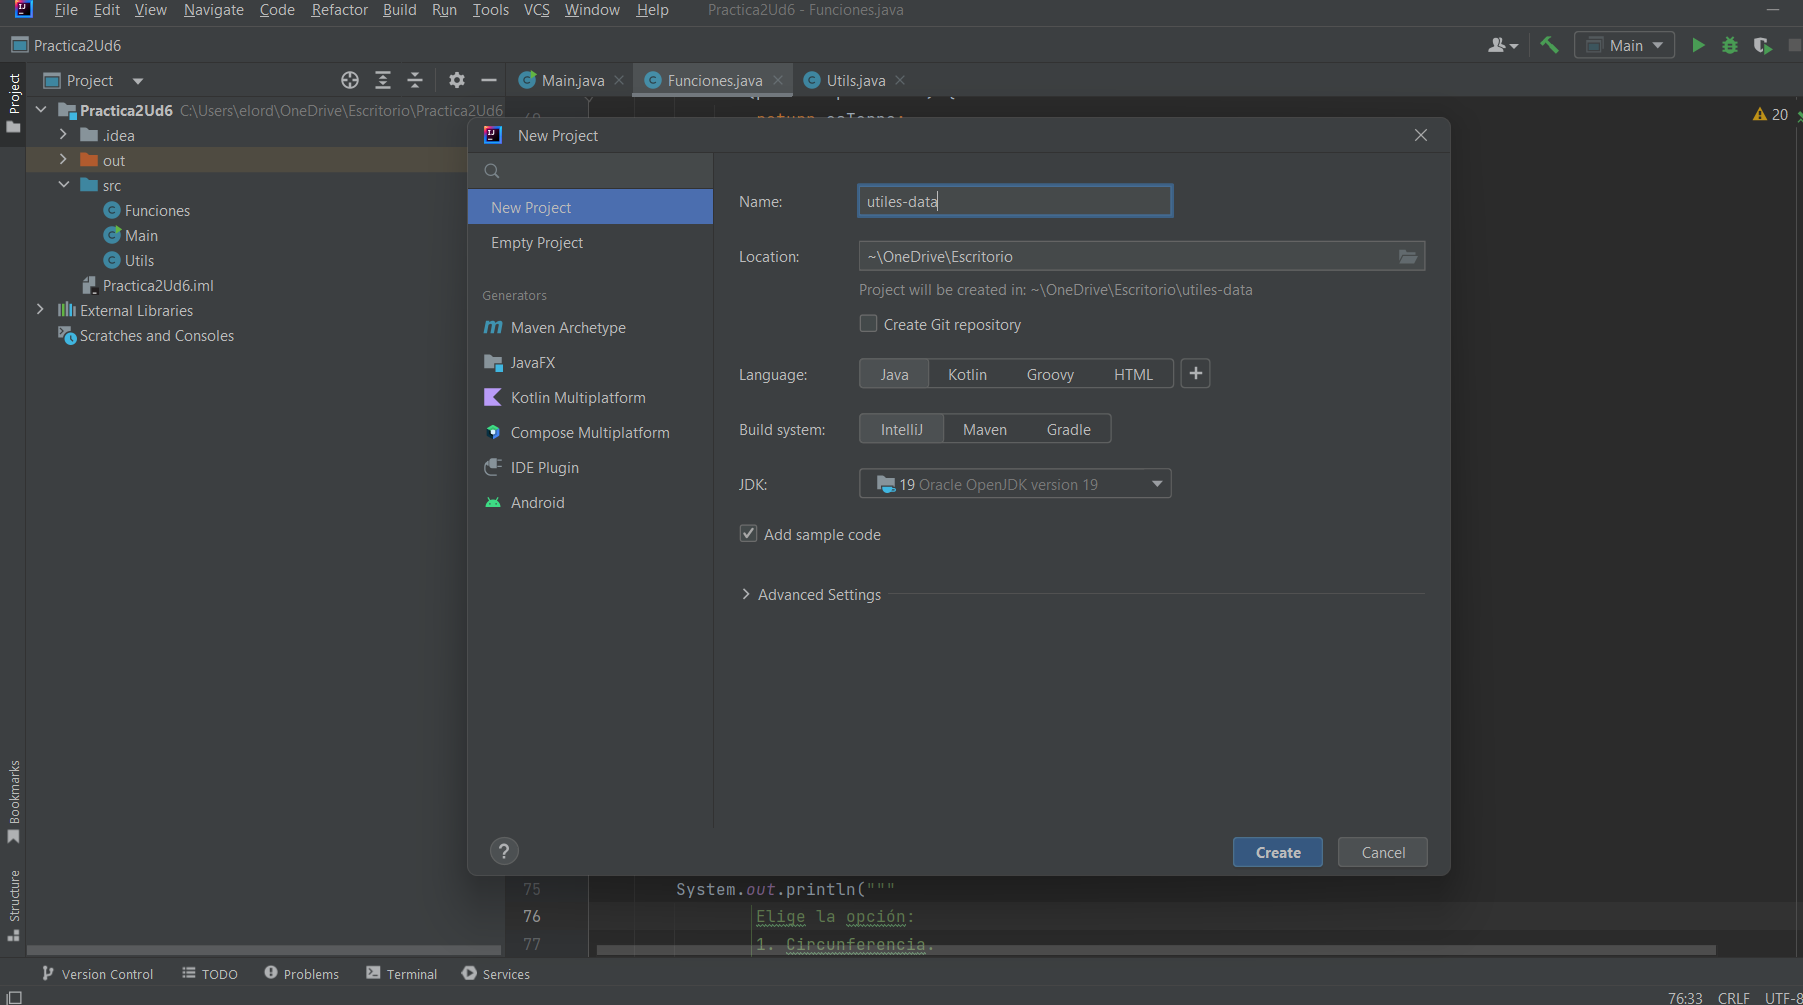 File Edit View Navigate Code Refactor Build Run Tools VCS Window Help Practica2Ud6 - Funciones.java
Practica2Ud6
Main
Project
Main.java
Funciones.java
Utils.java
Project
Practica2Ud6 C:\Users\elord\OneDrive\Escritorio\Practica2Ud6
.idea
out
src
Funciones
Main
Utils
Practica2Ud6.iml
External Libraries
Scratches and Consoles
20
New Project
New Project
Empty Project
Generators
Maven Archetype
JavaFX
Kotlin Multiplatform
Compose Multiplatform
IDE Plugin
Android
Name: utiles-data
Location: ~\OneDrive\Escritorio
Project will be created in: ~\OneDrive\Escritorio\utiles-data
Create Git repository
Language: Java Kotlin Groovy HTML +
Build system: IntelliJ Maven Gradle
JDK: 19 Oracle OpenJDK version 19
Add sample code
Advanced Settings
? Create Cancel
75 System.out.println("""
76 Elige la opción:
77 1. Circunferencia.
Bookmarks
Structure
Version Control TODO Problems Terminal Services
76:33 CRLF UTF-8